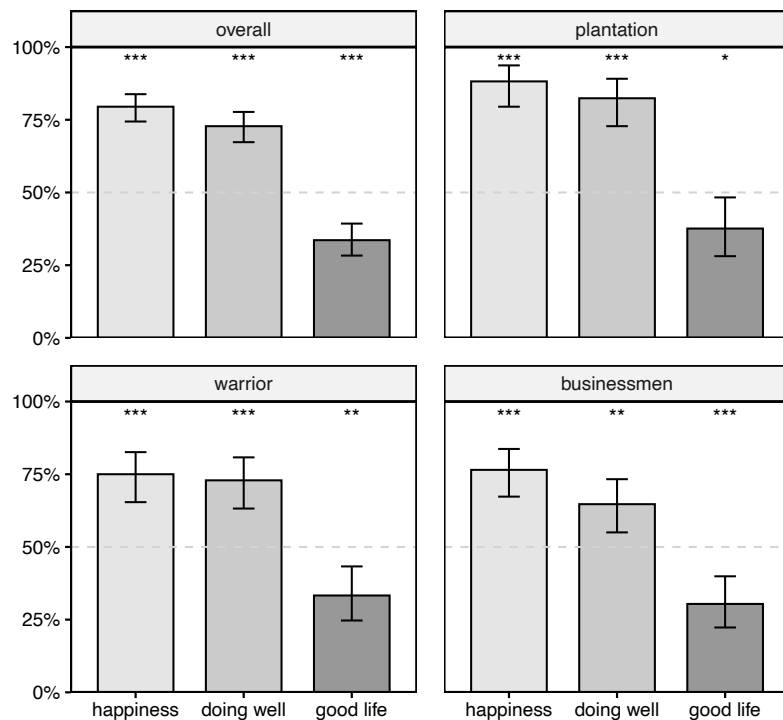 overall
plantation
100%
*** *** ***
*** *** *
75%
50%
25%
0%
warrior
businessmen
100%
*** *** **
*** ** ***
75%
50%
25%
0%
happiness doing well good life
happiness doing well good life